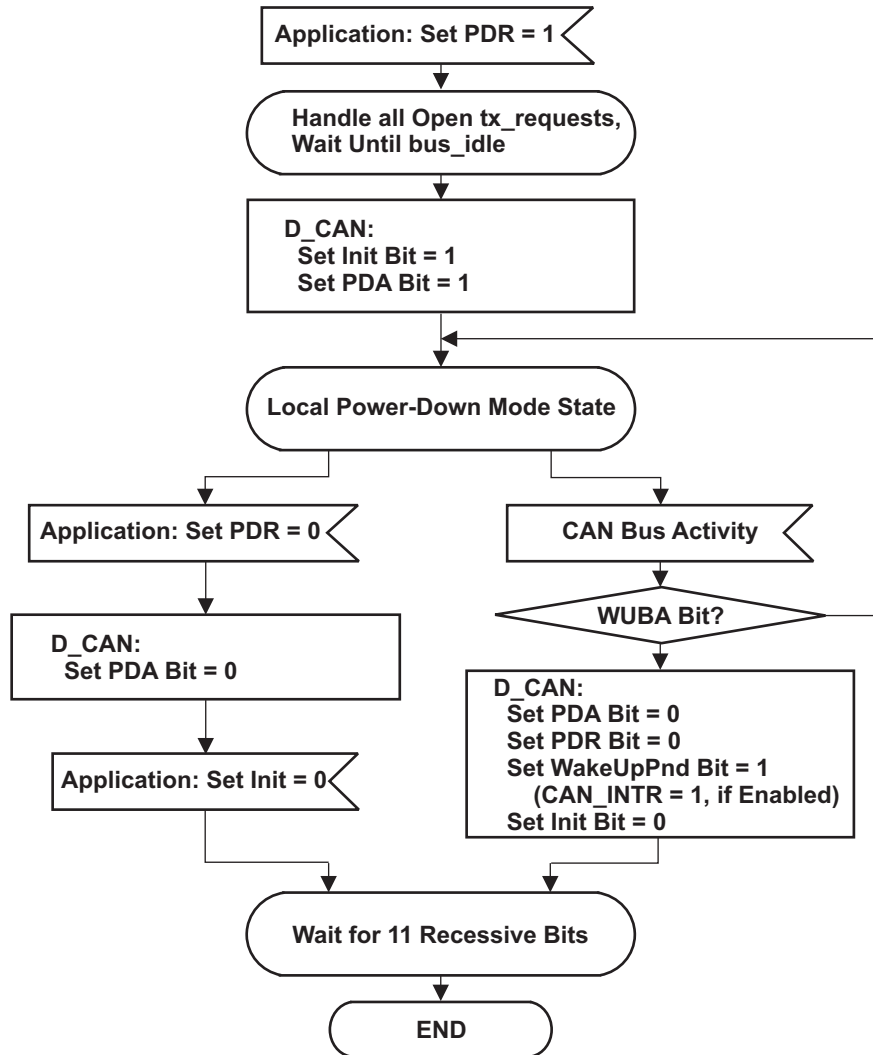 Application: Set PDR = 1
Handle all Open tx_requests,
Wait Until bus_idle
D_CAN:
Set Init Bit = 1
Set PDA Bit = 1
Local Power-Down Mode State
Application: Set PDR = 0
CAN Bus Activity
WUBA Bit?
D_CAN:
Set PDA Bit = 0
D_CAN:
Set PDA Bit = 0
Set PDR Bit = 0
Set WakeUpPnd Bit = 1
(CAN_INTR = 1, if Enabled)
Set Init Bit = 0
Application: Set Init = 0
Wait for 11 Recessive Bits
END